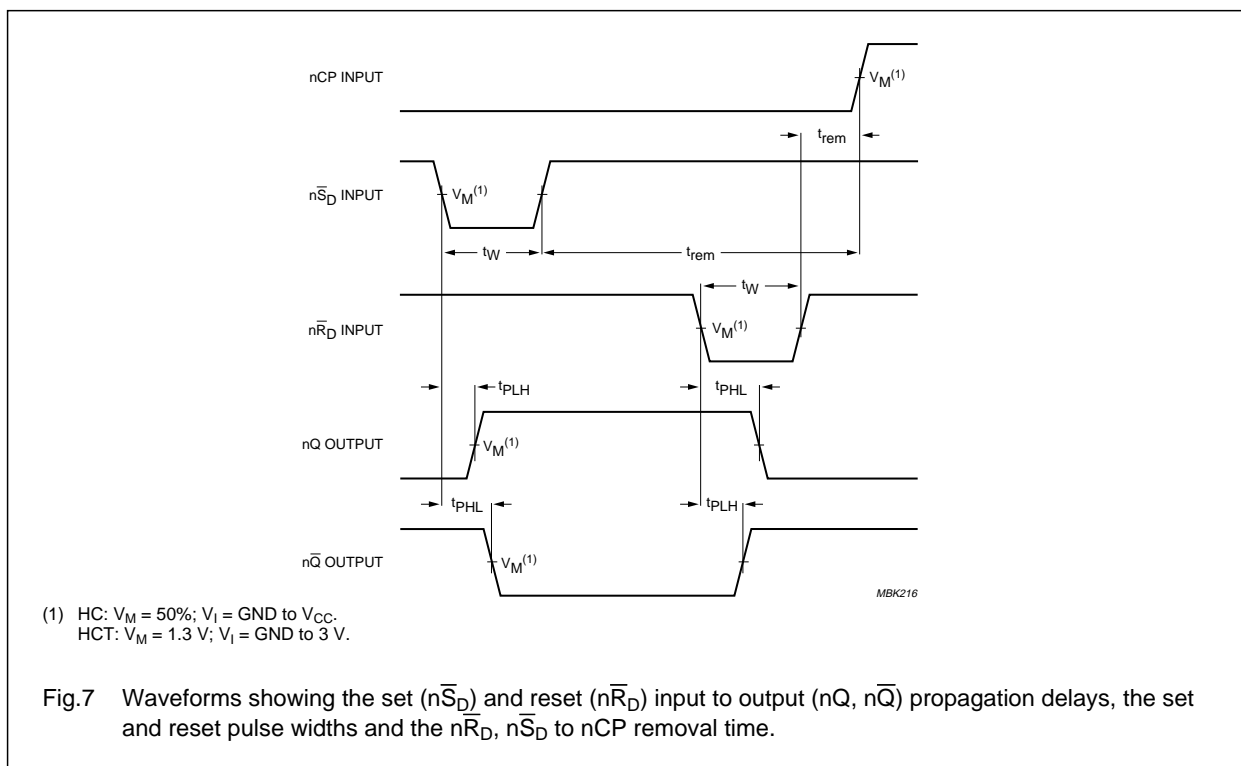 nCP INPUT
V_M(1)
t_rem
nS̅_D INPUT
V_M(1)
t_W
t_rem
t_W
nR̅_D INPUT
V_M(1)
t_PLH
t_PHL
nQ OUTPUT
V_M(1)
t_PHL
t_PLH
nQ̅ OUTPUT
V_M(1)
MBK216
(1) HC: V_M = 50%; V_I = GND to V_CC.
HCT: V_M = 1.3 V; V_I = GND to 3 V.
Fig.7 Waveforms showing the set (nS̅_D) and reset (nR̅_D) input to output (nQ, nQ̅) propagation delays, the set
and reset pulse widths and the nR̅_D, nS̅_D to nCP removal time.